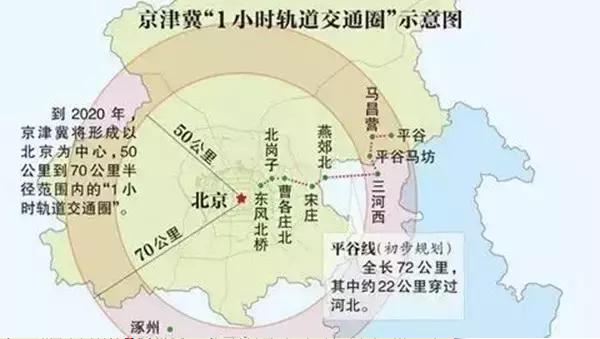 京津冀“1小时轨道交通圈”示意图
到2020年,
京津冀将形成以
北京为中心,50
公里到70公里半
径范围内的“1小
时轨道交通圈”。
50公里
70公里
北京
东风北桥
北岗子
曹各庄北
宋庄
燕郊北
三河西
平谷马坊
马昌营
平谷
平谷线(初步规划)
全长72公里,
其中约22公里穿过
河北。
涿州